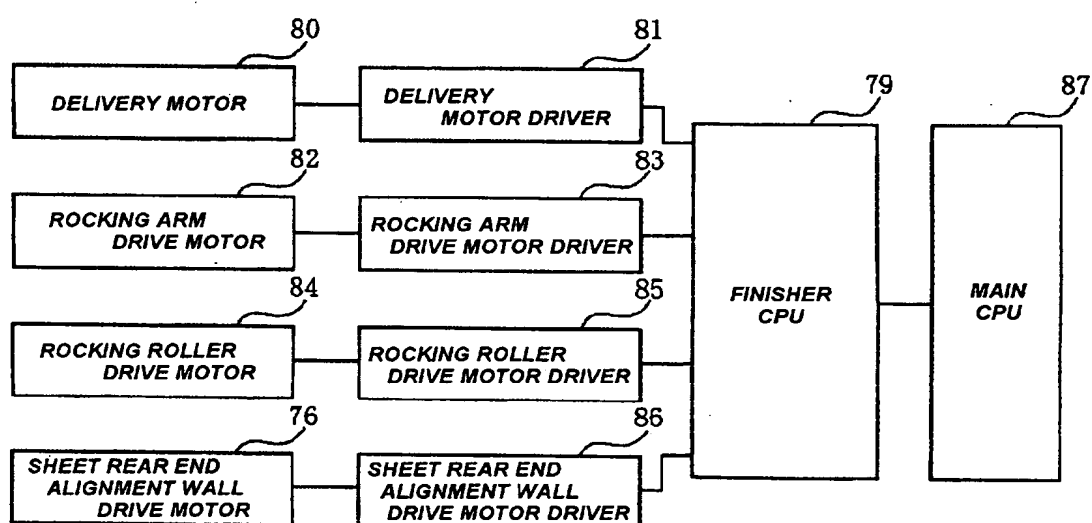 80
81
DELIVERY MOTOR
DELIVERY
MOTOR DRIVER
79
87
82
83
ROCKING ARM
DRIVE MOTOR
ROCKING ARM
DRIVE MOTOR DRIVER
FINISHER
CPU
MAIN
CPU
84
85
ROCKING ROLLER
DRIVE MOTOR
ROCKING ROLLER
DRIVE MOTOR DRIVER
76
86
SHEET REAR END
ALIGNMENT WALL
DRIVE MOTOR
SHEET REAR END
ALIGNMENT WALL
DRIVE MOTOR DRIVER